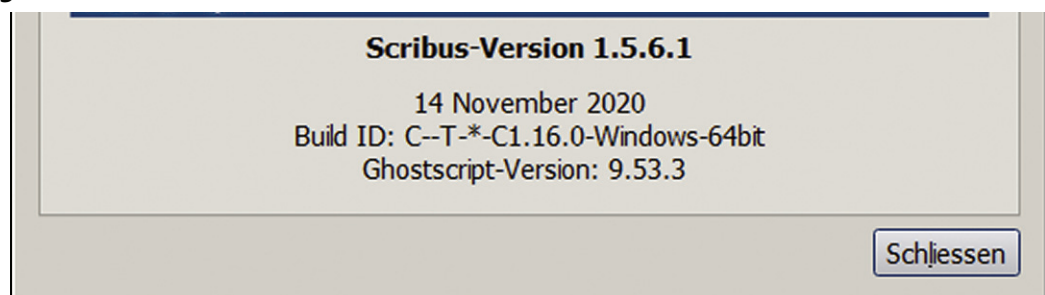 Scribus-Version 1.5.6.1
14 November 2020
Build ID: C--T-*-C1.16.0-Windows-64bit
Ghostscript-Version: 9.53.3
Schliessen